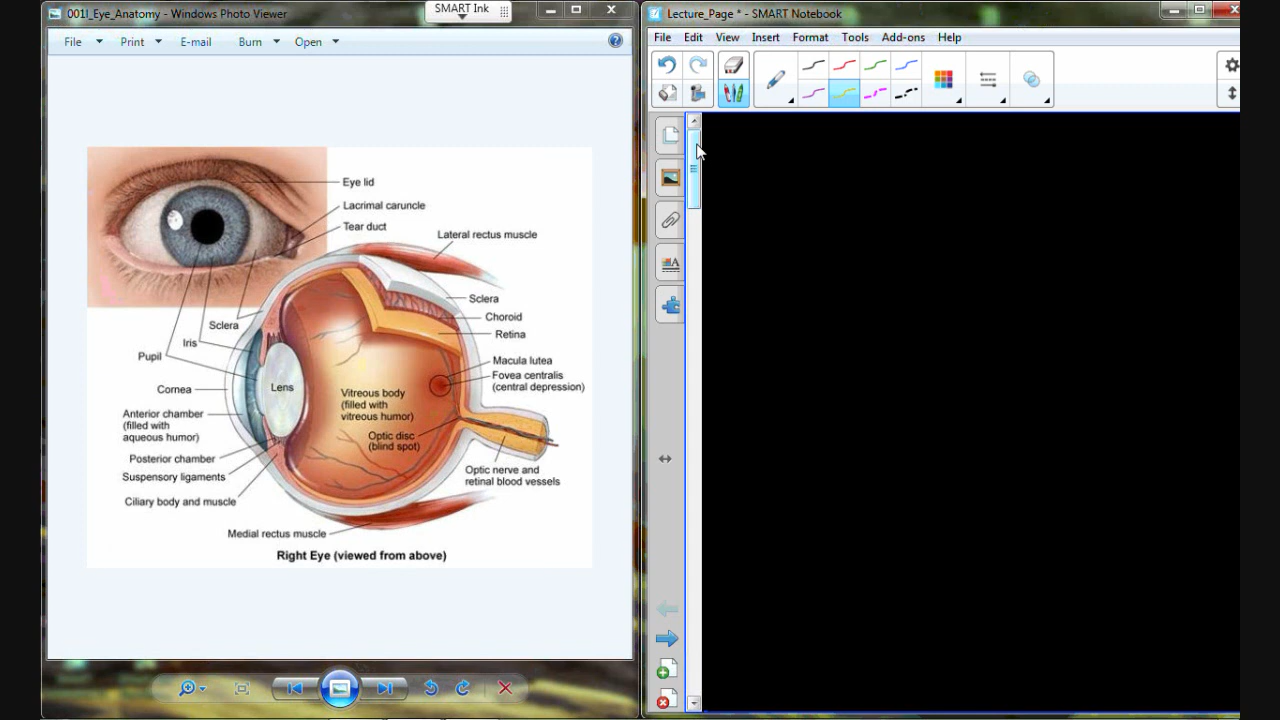 001l_Eye_Anatomy - Windows Photo Viewer
SMART Ink
File Print E-mail Burn Open
Eye lid
Lacrimal caruncle
Tear duct
Lateral rectus muscle
Sclera
Choroid
Retina
Macula lutea
Fovea centralis
(central depression)
Sclera
Iris
Pupil
Cornea
Lens
Vitreous body
(filled with
vitreous humor)
Anterior chamber
(filled with
aqueous humor)
Optic disc
(blind spot)
Posterior chamber
Suspensory ligaments
Ciliary body and muscle
Optic nerve and
retinal blood vessels
Medial rectus muscle
Right Eye (viewed from above)
Lecture_Page * - SMART Notebook
File Edit View Insert Format Tools Add-ons Help